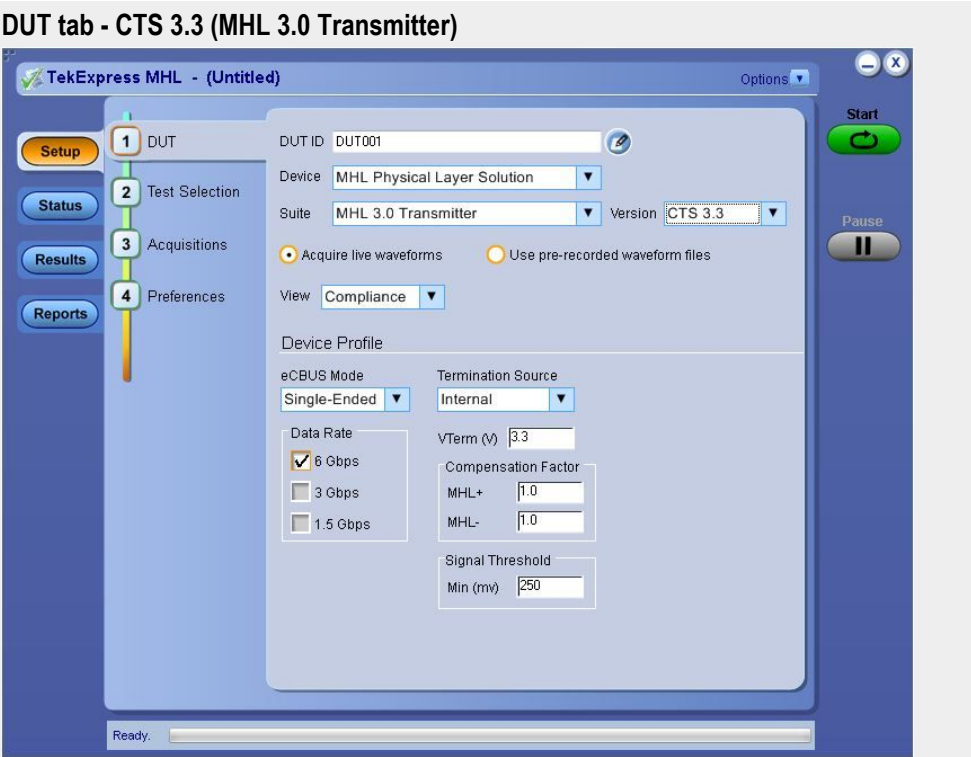 DUT tab - CTS 3.3 (MHL 3.0 Transmitter)
TekExpress MHL - (Untitled)
Options
X
Start
Setup
1 DUT
DUT ID DUT001
Device MHL Physical Layer Solution
2 Test Selection
Status
Suite MHL 3.0 Transmitter Version CTS 3.3
Pause
3 Acquisitions
Acquire live waveforms Use pre-recorded waveform files
Results
4 Preferences
View Compliance
Reports
Device Profile
eCBUS Mode Termination Source
Single-Ended Internal
Data Rate VTerm (V) 3.3
6 Gbps
Compensation Factor
3 Gbps MHL+ 1.0
1.5 Gbps MHL- 1.0
Signal Threshold
Min (mv) 250
Ready.